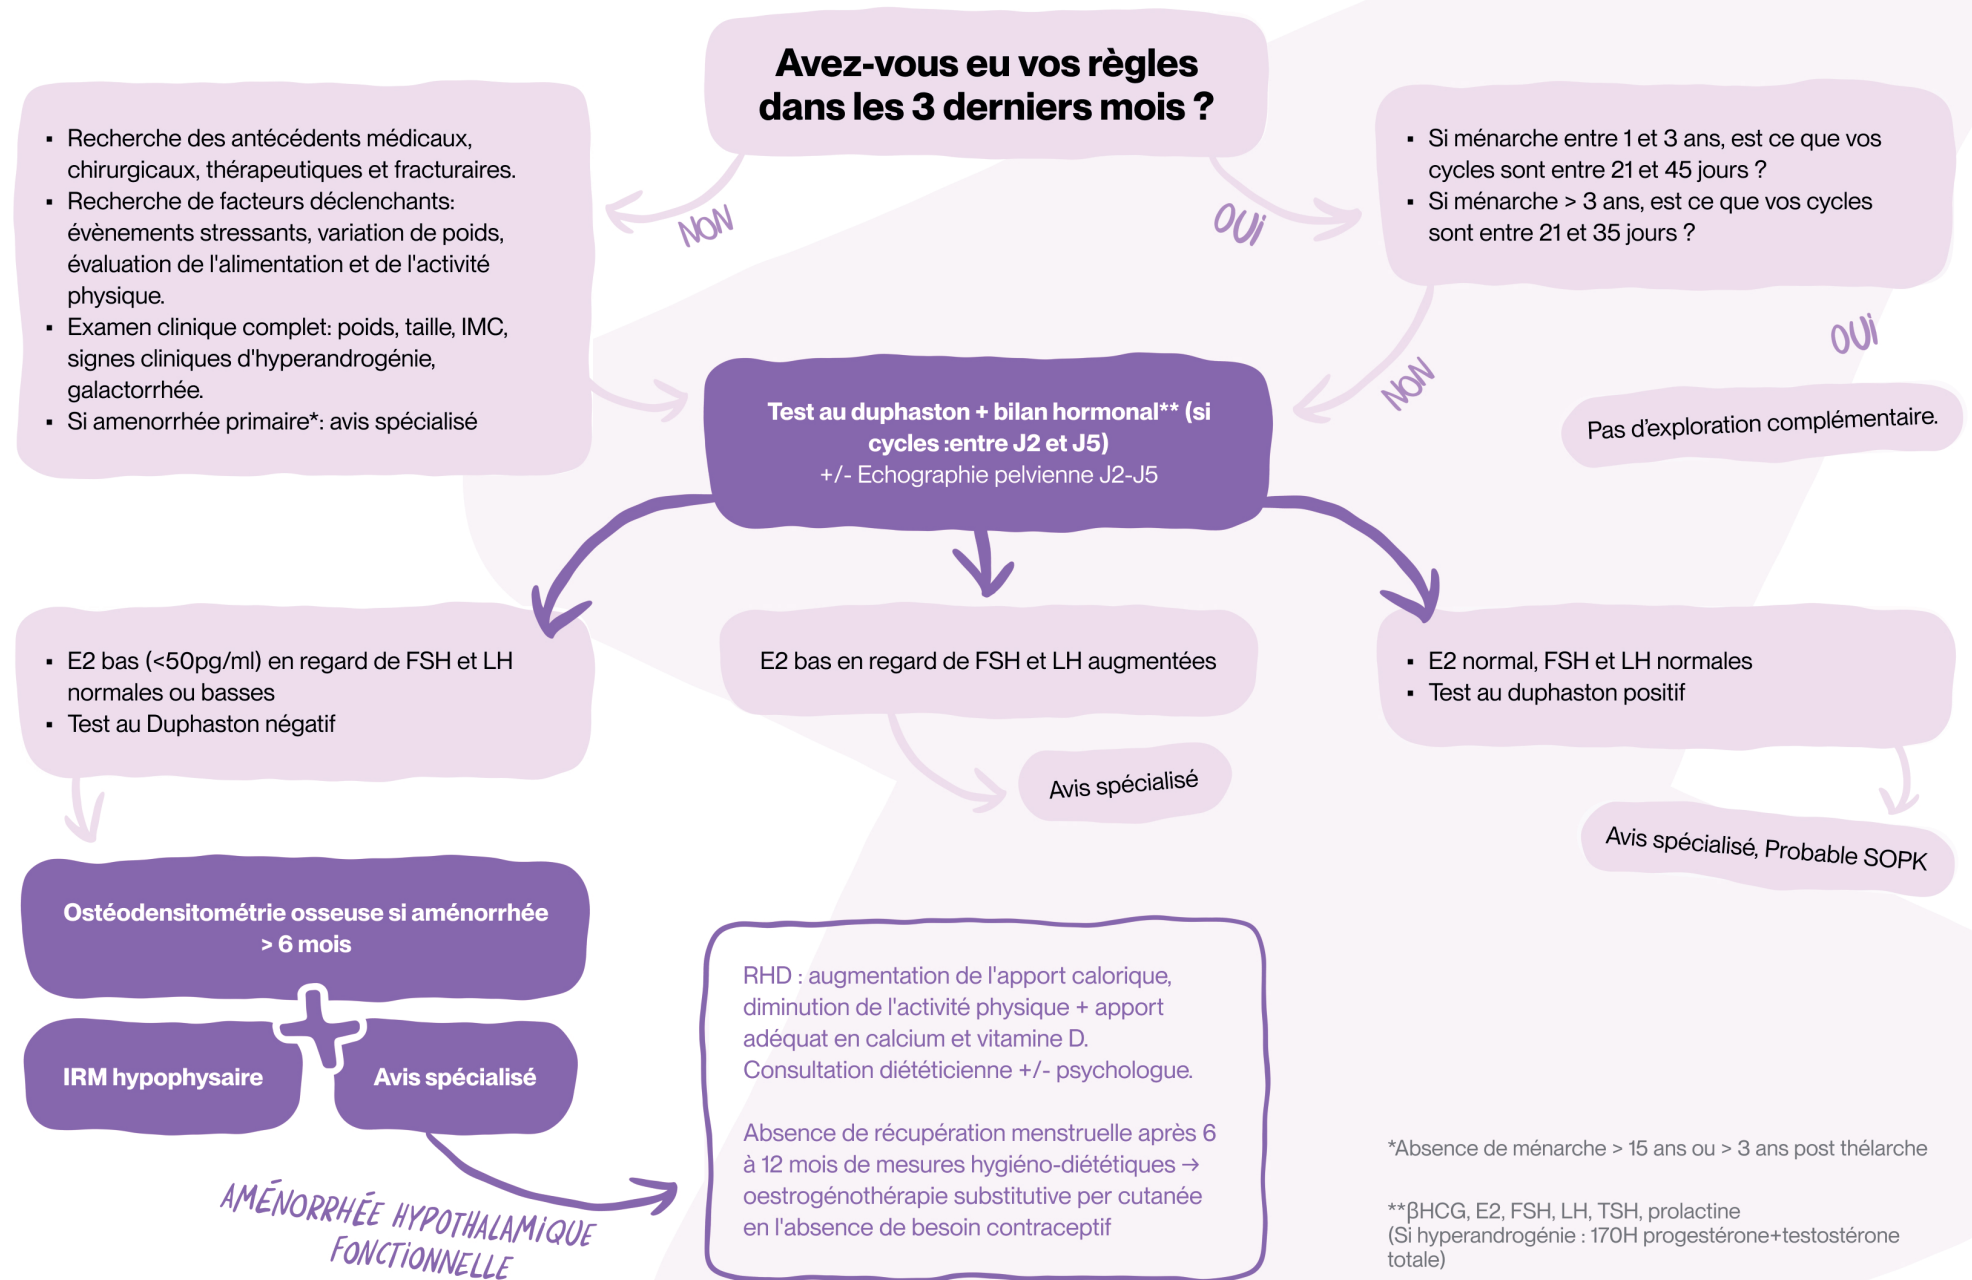 Avez-vous eu vos règles
dans les 3 derniers mois ?
NON
OUi
▪ Recherche des antécédents médicaux,
chirurgicaux, thérapeutiques et fracturaires.
▪ Recherche de facteurs déclenchants:
évènements stressants, variation de poids,
évaluation de l'alimentation et de l'activité
physique.
▪ Examen clinique complet: poids, taille, IMC,
signes cliniques d'hyperandrogénie,
galactorrhée.
▪ Si amenorrhée primaire*: avis spécialisé
▪ Si ménarche entre 1 et 3 ans, est ce que vos
cycles sont entre 21 et 45 jours ?
▪ Si ménarche > 3 ans, est ce que vos cycles
sont entre 21 et 35 jours ?
NON
OUi
Pas d'exploration complémentaire.
Test au duphaston + bilan hormonal** (si
cycles :entre J2 et J5)
+/- Echographie pelvienne J2-J5
▪ E2 bas (<50pg/ml) en regard de FSH et LH
normales ou basses
▪ Test au Duphaston négatif
E2 bas en regard de FSH et LH augmentées
Avis spécialisé
▪ E2 normal, FSH et LH normales
▪ Test au duphaston positif
Avis spécialisé, Probable SOPK
Ostéodensitométrie osseuse si aménorrhée
> 6 mois
IRM hypophysaire
Avis spécialisé
AMÉNORRHÉE HYPOTHALAMiQUE
FONCTiONNELLE
RHD : augmentation de l'apport calorique,
diminution de l'activité physique + apport
adéquat en calcium et vitamine D.
Consultation diététicienne +/- psychologue.
Absence de récupération menstruelle après 6
à 12 mois de mesures hygiéno-diététiques →
oestrogénothérapie substitutive per cutanée
en l'absence de besoin contraceptif
*Absence de ménarche > 15 ans ou > 3 ans post thélarche
**βHCG, E2, FSH, LH, TSH, prolactine
(Si hyperandrogénie : 170H progestérone+testostérone
totale)